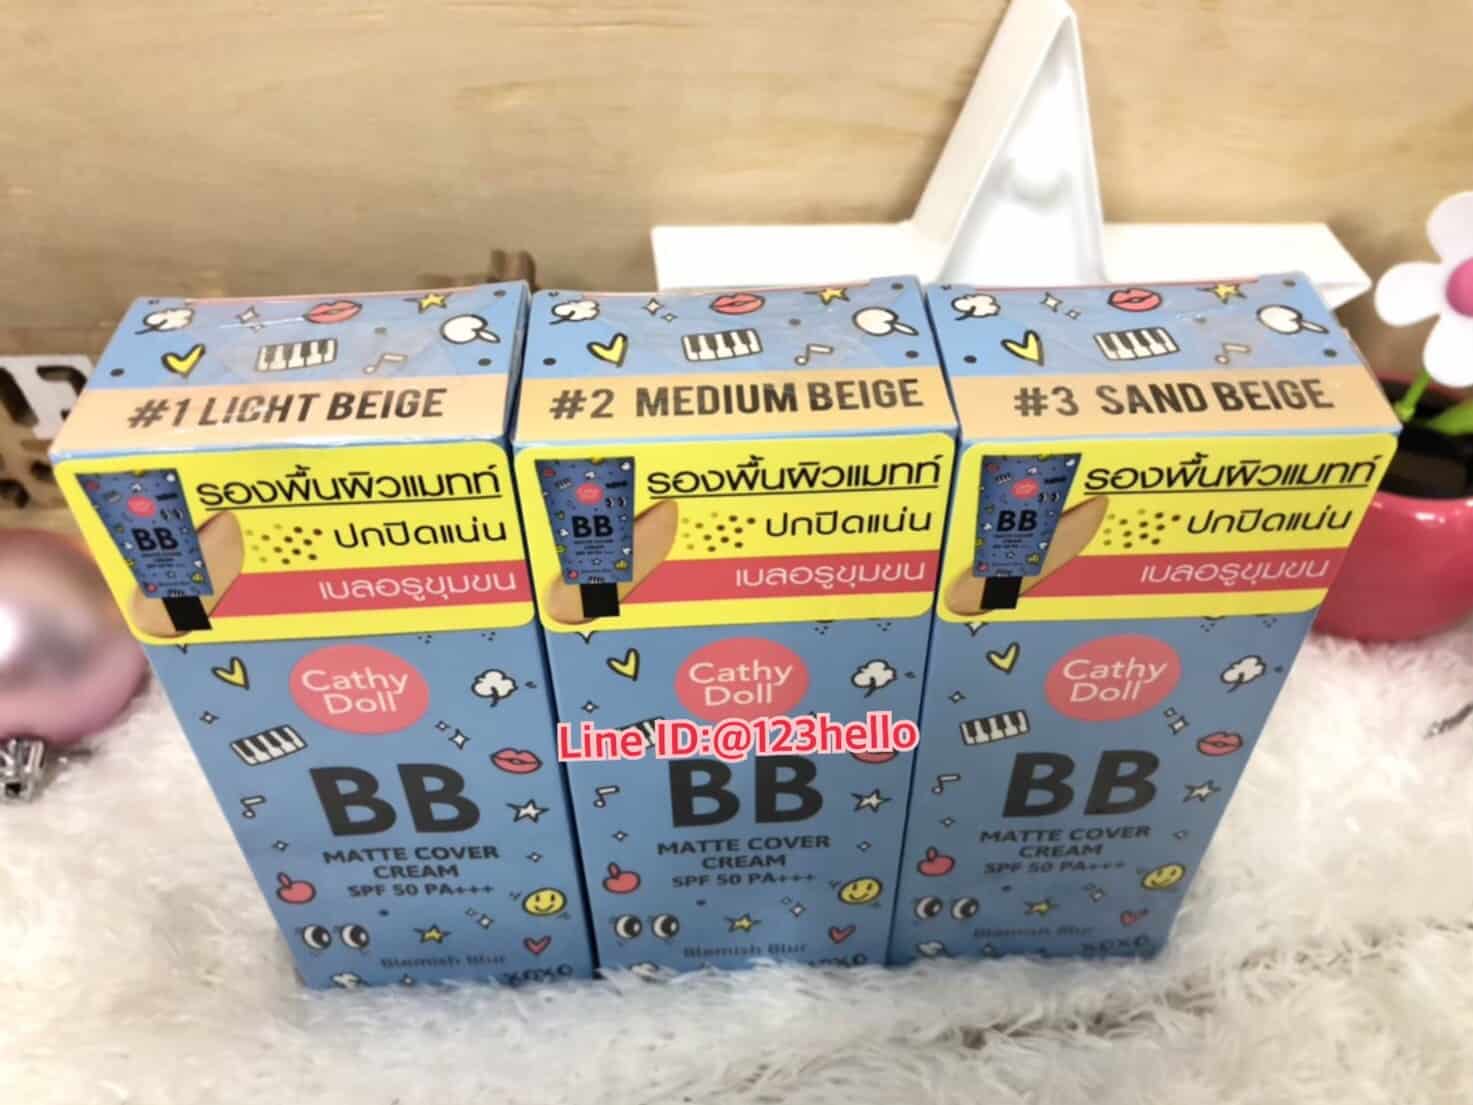 #1 LIGHT BEIGE
รองพื้นผิวแมทท์
ปกปิดแน่น
เบลอรูขุมขน
Cathy
Doll
BB
MATTE COVER
CREAM
SPF 50 PA+++
Blemish Blur
XOXO
#2 MEDIUM BEIGE
รองพื้นผิวแมทท์
ปกปิดแน่น
เบลอรูขุมขน
Cathy
Doll
Line ID:@123hello
BB
MATTE COVER
CREAM
SPF 50 PA+++
Blemish Blur
#3 SAND BEIGE
รองพื้นผิวแมทท์
ปกปิดแน่น
เบลอรูขุมขน
Cathy
Doll
BB
MATTE COVER
CREAM
SPF 50 PA+++
Blemish Blur